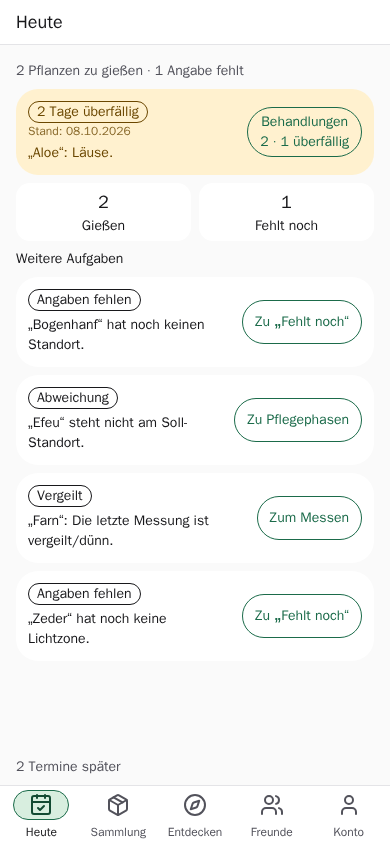 Heute
2 Pflanzen zu gießen · 1 Angabe fehlt
2 Tage überfällig
Stand: 08.10.2026
„Aloe“: Läuse.
Behandlungen
2 · 1 überfällig
2
Gießen
1
Fehlt noch
Weitere Aufgaben
Angaben fehlen
„Bogenhanf“ hat noch keinen
Standort.
Zu „Fehlt noch“
Abweichung
„Efeu“ steht nicht am Soll-
Standort.
Zu Pflegephasen
Vergeilt
„Farn“: Die letzte Messung ist
vergeilt/dünn.
Zum Messen
Angaben fehlen
„Zeder“ hat noch keine
Lichtzone.
Zu „Fehlt noch“
2 Termine später
Heute
Sammlung
Entdecken
Freunde
Konto